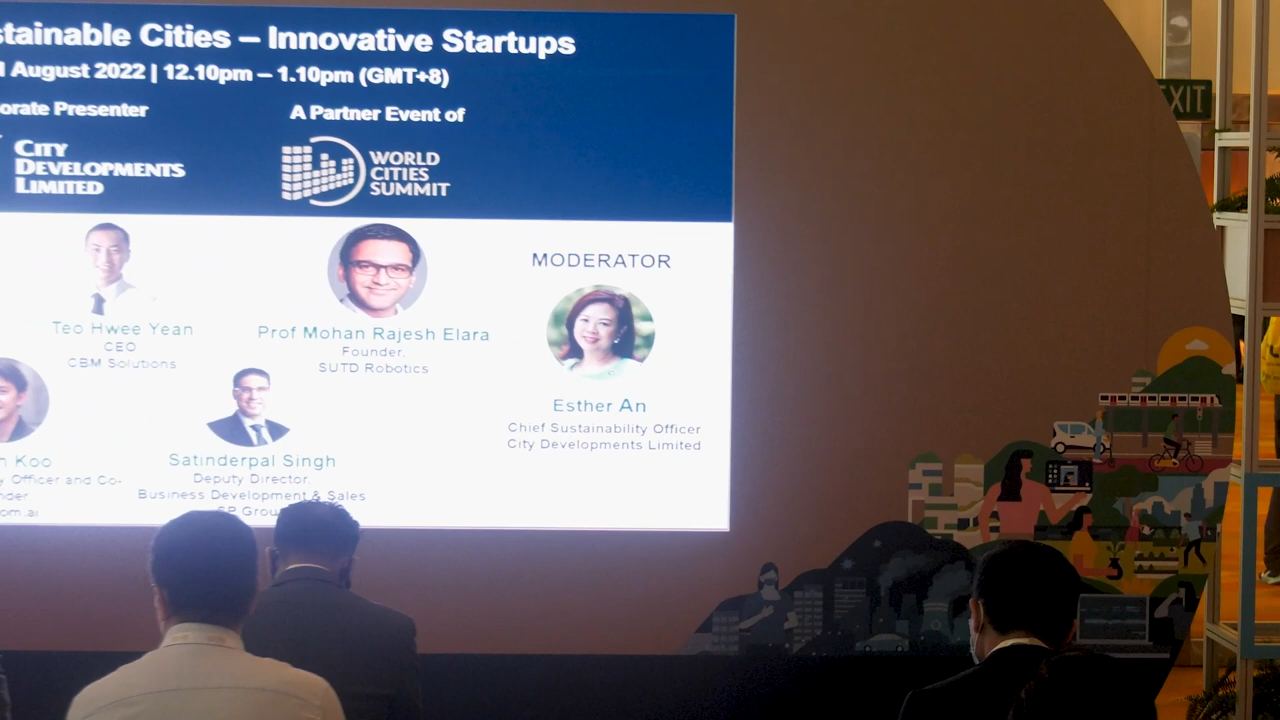 stainable Cities – Innovative Startups
August 2022 | 12.10pm – 1.10pm (GMT+8)
orate Presenter
A Partner Event of
CITY
DEVELOPMENTS
LIMITED
WORLD
CITIES
SUMMIT
Teo Hwee Yean
CEO
CBM Solutions
Prof Mohan Rajesh Elara
Founder,
SUTD Robotics
MODERATOR
Esther An
Chief Sustainability Officer
City Developments Limited
n Koo
y Officer and Co-
nder
om.ai
Satinderpal Singh
Deputy Director,
Business Development & Sales
SP Group
EXIT